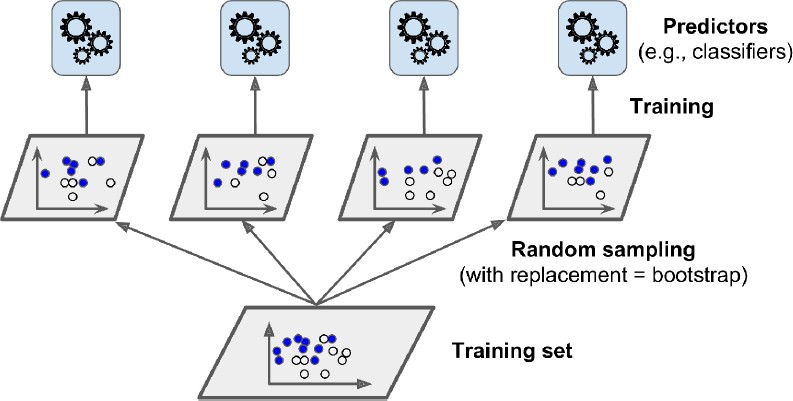 Predictors
(e.g., classifiers)
Training
Random sampling
(with replacement = bootstrap)
Training set